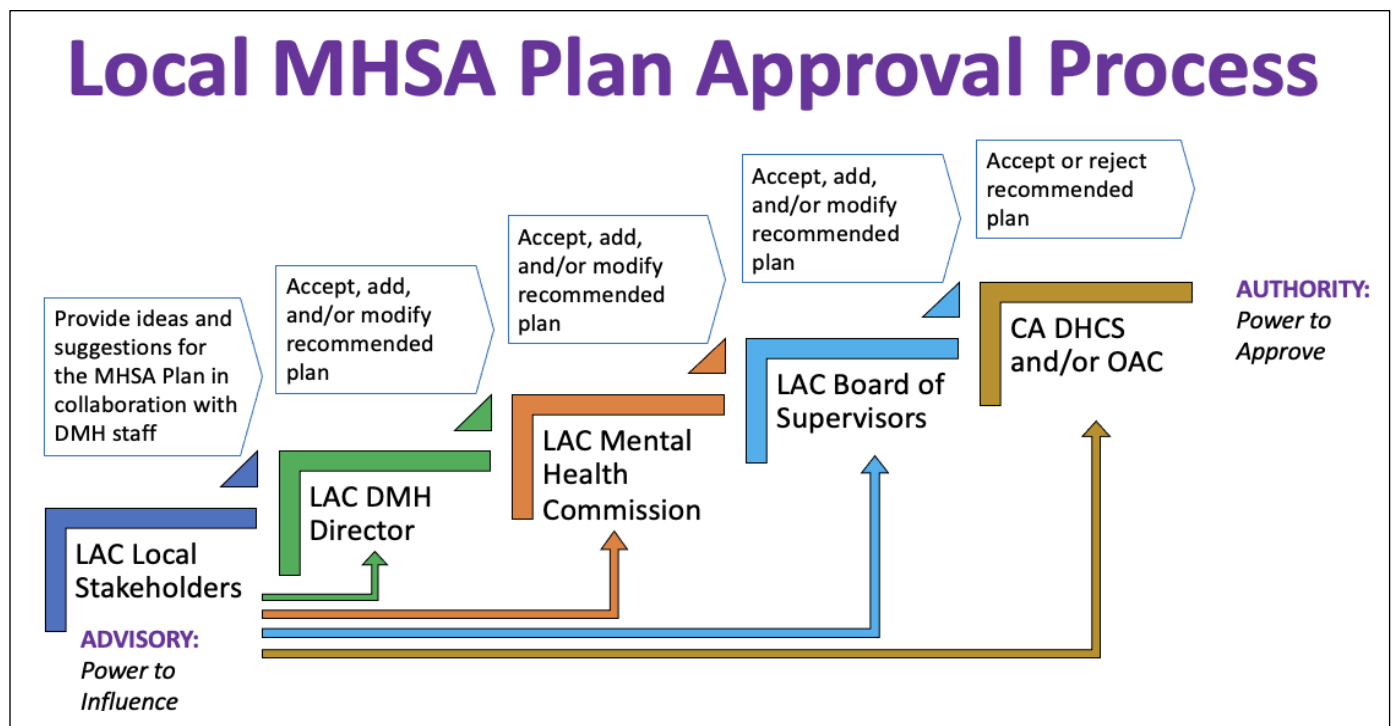 Local MHSA Plan Approval Process
Provide ideas and
suggestions for
the MHSA Plan in
collaboration with
DMH staff
LAC Local
Stakeholders
ADVISORY:
Power to
Influence
Accept, add,
and/or modify
recommended
plan
LAC DMH
Director
Accept, add,
and/or modify
recommended
plan
LAC Mental
Health
Commission
Accept, add,
and/or modify
recommended
plan
LAC Board of
Supervisors
Accept or reject
recommended
plan
CA DHCS
and/or OAC
AUTHORITY:
Power to
Approve